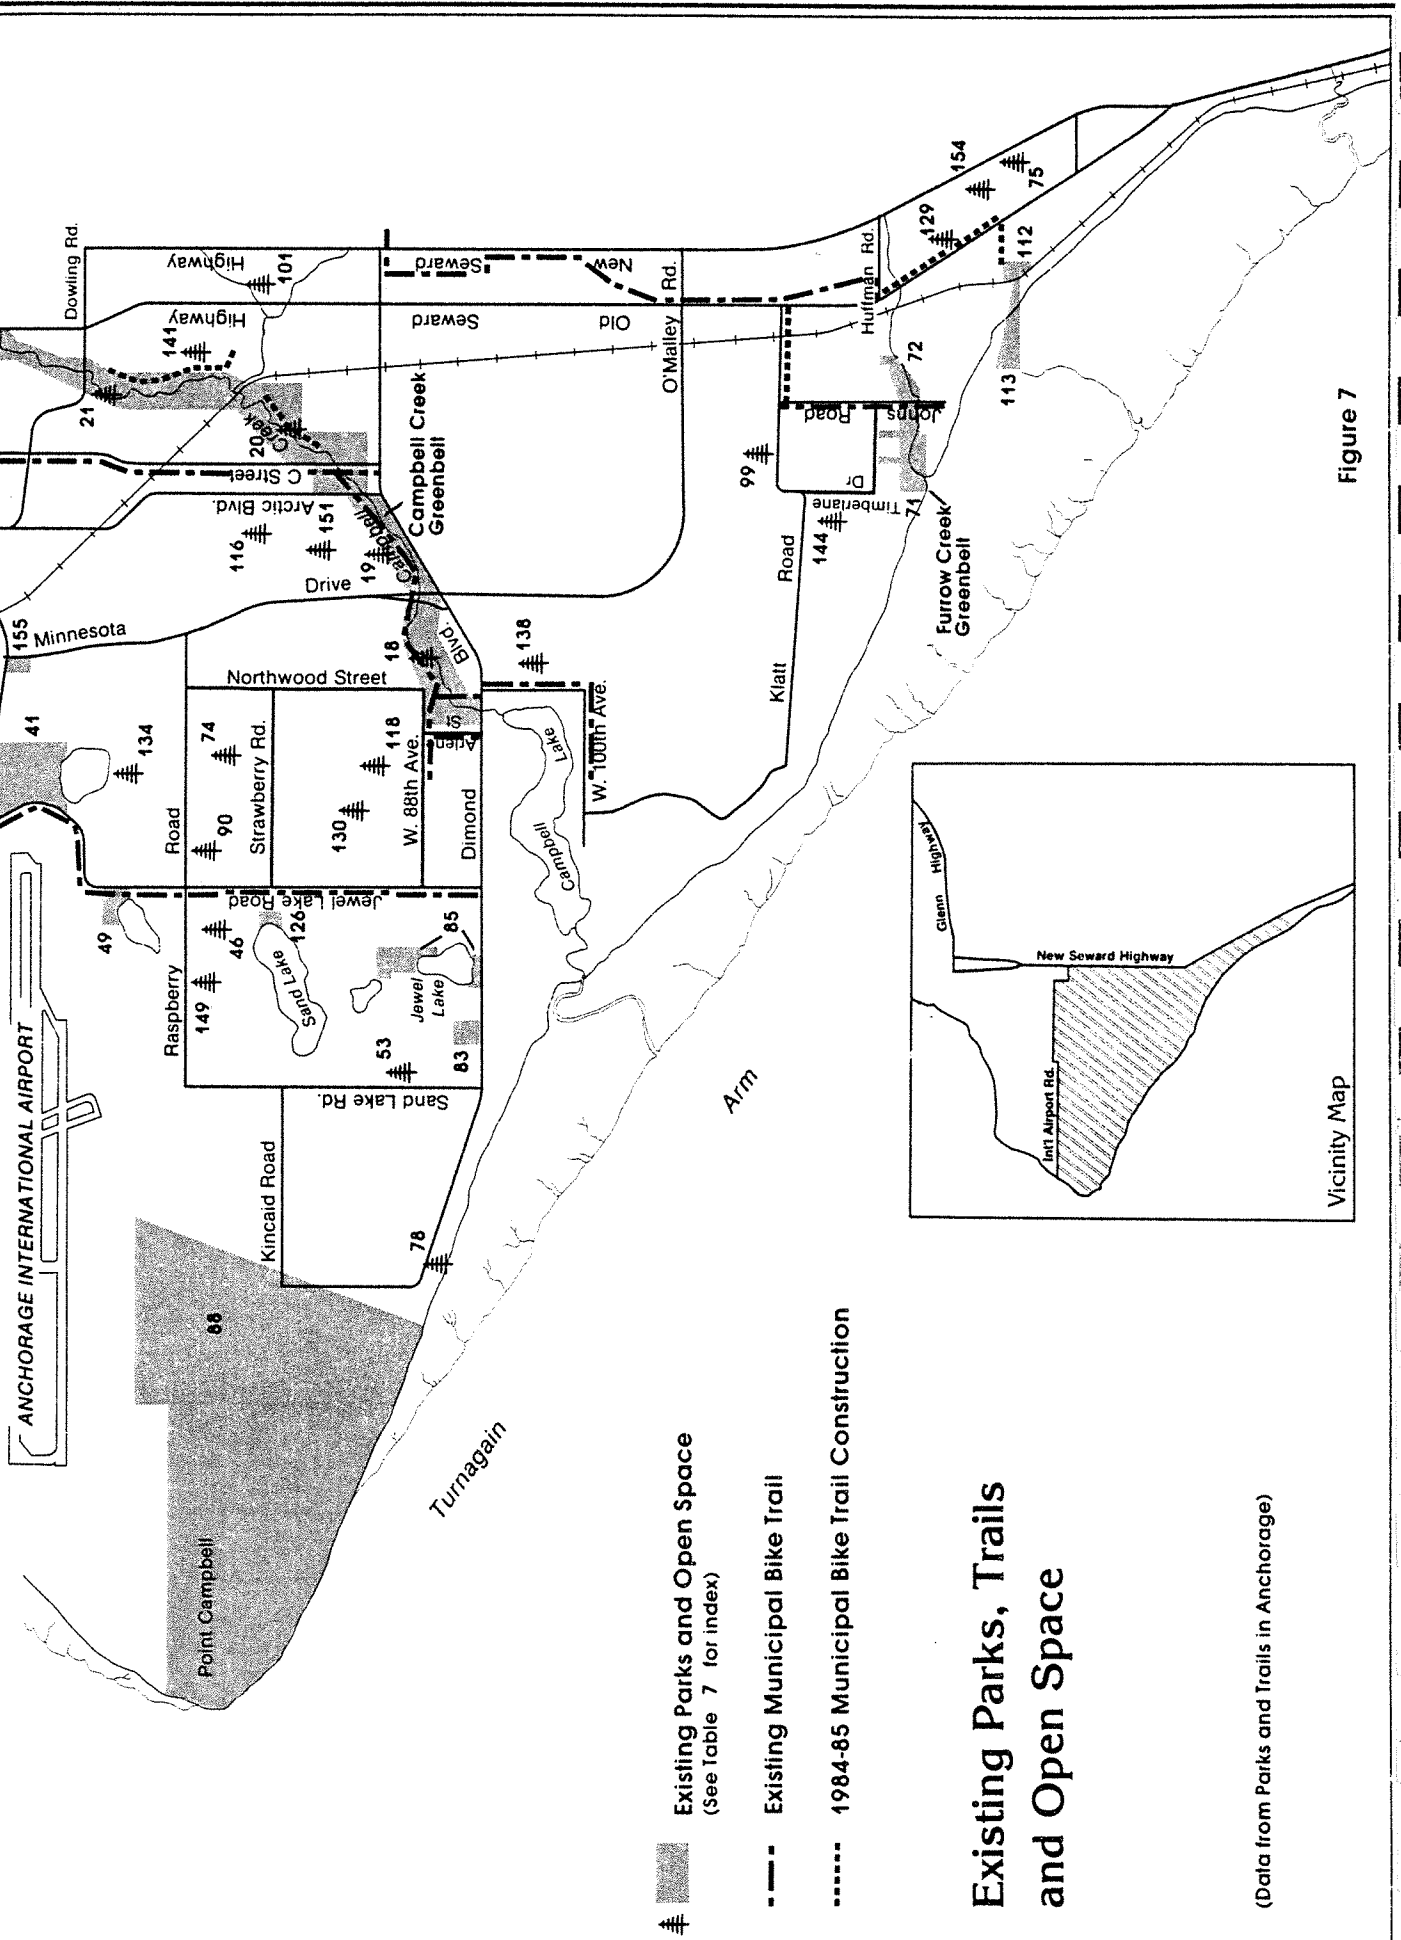 ANCHORAGE INTERNATIONAL AIRPORT
Point Campbell
88
Kincaid Road
78
Turnagain
Arm
Raspberry
Road
149
46
49
90
74
134
41
155
Minnesota
Drive
Sand Lake
126
Jewel Lake Road
Strawberry Rd.
Northwood Street
130
118
W. 88th Ave.
Arlen
St
Dimond
Blvd.
53
83
85
Jewel
Lake
Sand Lake Rd.
18
138
W. 100th Ave.
Campbell
Lake
116
151
19
Arctic Blvd.
C Street
Campbell
Creek
20
21
141
101
Dowling Rd.
Highway
Highway
Seward
Seward
New
Old
Campbell Creek
Greenbelt
O'Malley Rd.
Klatt
Road
99
144
Timberlane
Dr
Johns
Road
71
72
Furrow Creek
Greenbelt
Huffman Rd.
129
154
75
112
113
Figure 7
Glenn Highway
New Seward Highway
Int'l Airport Rd.
Vicinity Map
Existing Parks and Open Space
(See Table 7 for index)
Existing Municipal Bike Trail
1984-85 Municipal Bike Trail Construction
Existing Parks, Trails
and Open Space
(Data from Parks and Trails in Anchorage)